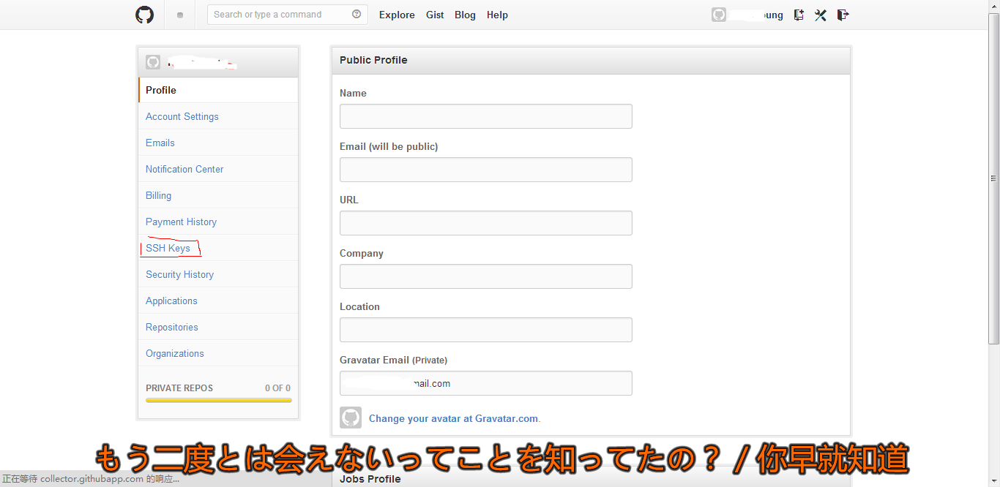 Search or type a command
Explore Gist Blog Help
Profile
Account Settings
Emails
Notification Center
Billing
Payment History
SSH Keys
Security History
Applications
Repositories
Organizations
PRIVATE REPOS 0 OF 0
Public Profile
Name
Email (will be public)
URL
Company
Location
Gravatar Email (Private)
mail.com
Change your avatar at Gravatar.com.
もう二度とは会えないってことを知ってたの？ / 你早就知道
正在等待 collector.githubapp.com 的响应...
Jobs Profile